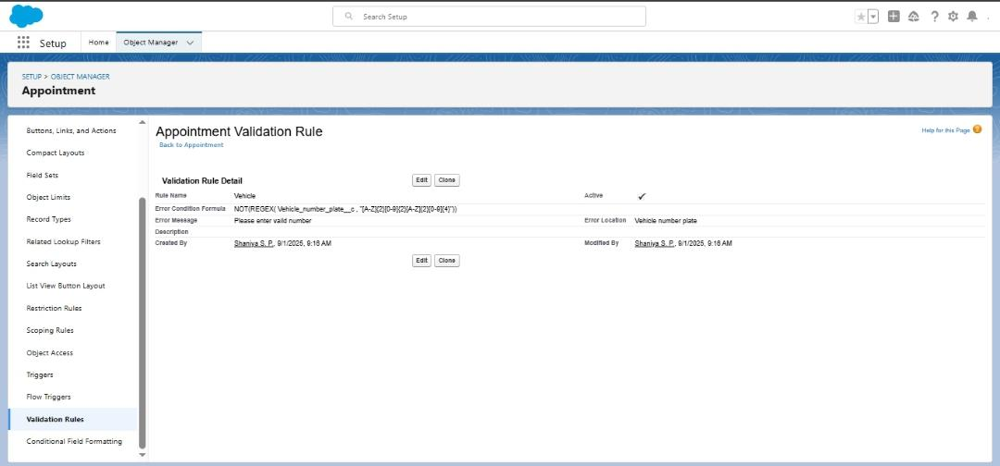 Search Setup
Setup
Home
Object Manager
SETUP > OBJECT MANAGER
Appointment
Buttons, Links, and Actions
Compact Layouts
Field Sets
Object Limits
Record Types
Related Lookup Filters
Search Layouts
List View Button Layout
Restriction Rules
Scoping Rules
Object Access
Triggers
Flow Triggers
Validation Rules
Conditional Field Formatting
Appointment Validation Rule
Help for this Page
Back to Appointment
Validation Rule Detail
Edit Clone
Rule Name Vehicle Active ✓
Error Condition Formula NOT(REGEX( Vehicle_number_plate__c , "[A-Z]{2}[0-9]{2}[A-Z]{2}[0-9]{4}"))
Error Message Please enter vaild number Error Location Vehicle number plate
Description
Created By Shaniya S. P., 9/1/2025, 9:16 AM Modified By Shaniya S. P., 9/1/2025, 9:16 AM
Edit Clone